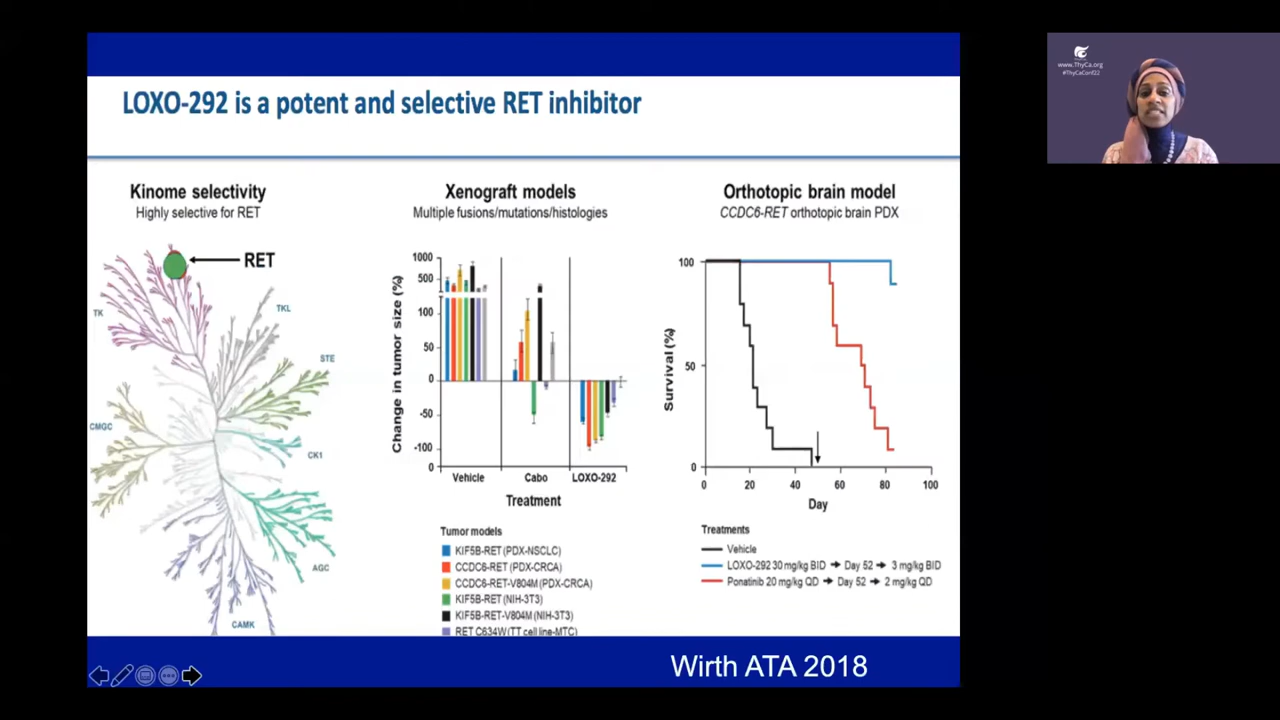 LOXO-292 is a potent and selective RET inhibitor
Kinome selectivity
Highly selective for RET
RET
TK
TKL
STE
CMGC
CK1
AGC
CAMK
Xenograft models
Multiple fusions/mutations/histologies
Change in tumor size (%)
1000
500
100
50
0
-50
-100
0
Vehicle
Cabo
LOXO-292
Treatment
Tumor models
KIF5B-RET (PDX-NSCLC)
CCDC6-RET (PDX-CRCA)
CCDC6-RET-V804M (PDX-CRCA)
KIF5B-RET (NIH-3T3)
KIF5B-RET-V804M (NIH-3T3)
RET C634W (TT cell line-MTC)
Orthotopic brain model
CCDC6-RET orthotopic brain PDX
Survival (%)
100
50
0
0
20
40
60
80
100
Day
Treatments
Vehicle
LOXO-292 30 mg/kg BID → Day 52 → 3 mg/kg BID
Ponatinib 20 mg/kg QD → Day 52 → 2 mg/kg QD
Wirth ATA 2018
www.ThyCa.org
#ThyCaConf22